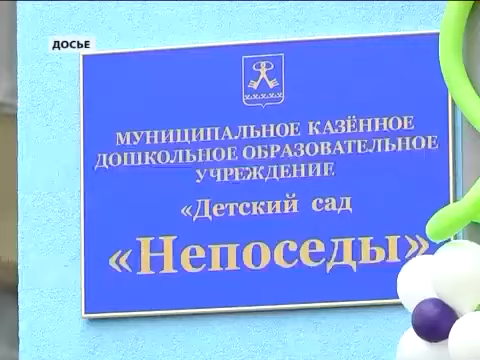 ДОСЬЕ
МУНИЦИПАЛЬНОЕ КАЗЁННОЕ
ДОШКОЛЬНОЕ ОБРАЗОВАТЕЛЬНОЕ
УЧРЕЖДЕНИЕ
«Детский сад
«Непоседы»